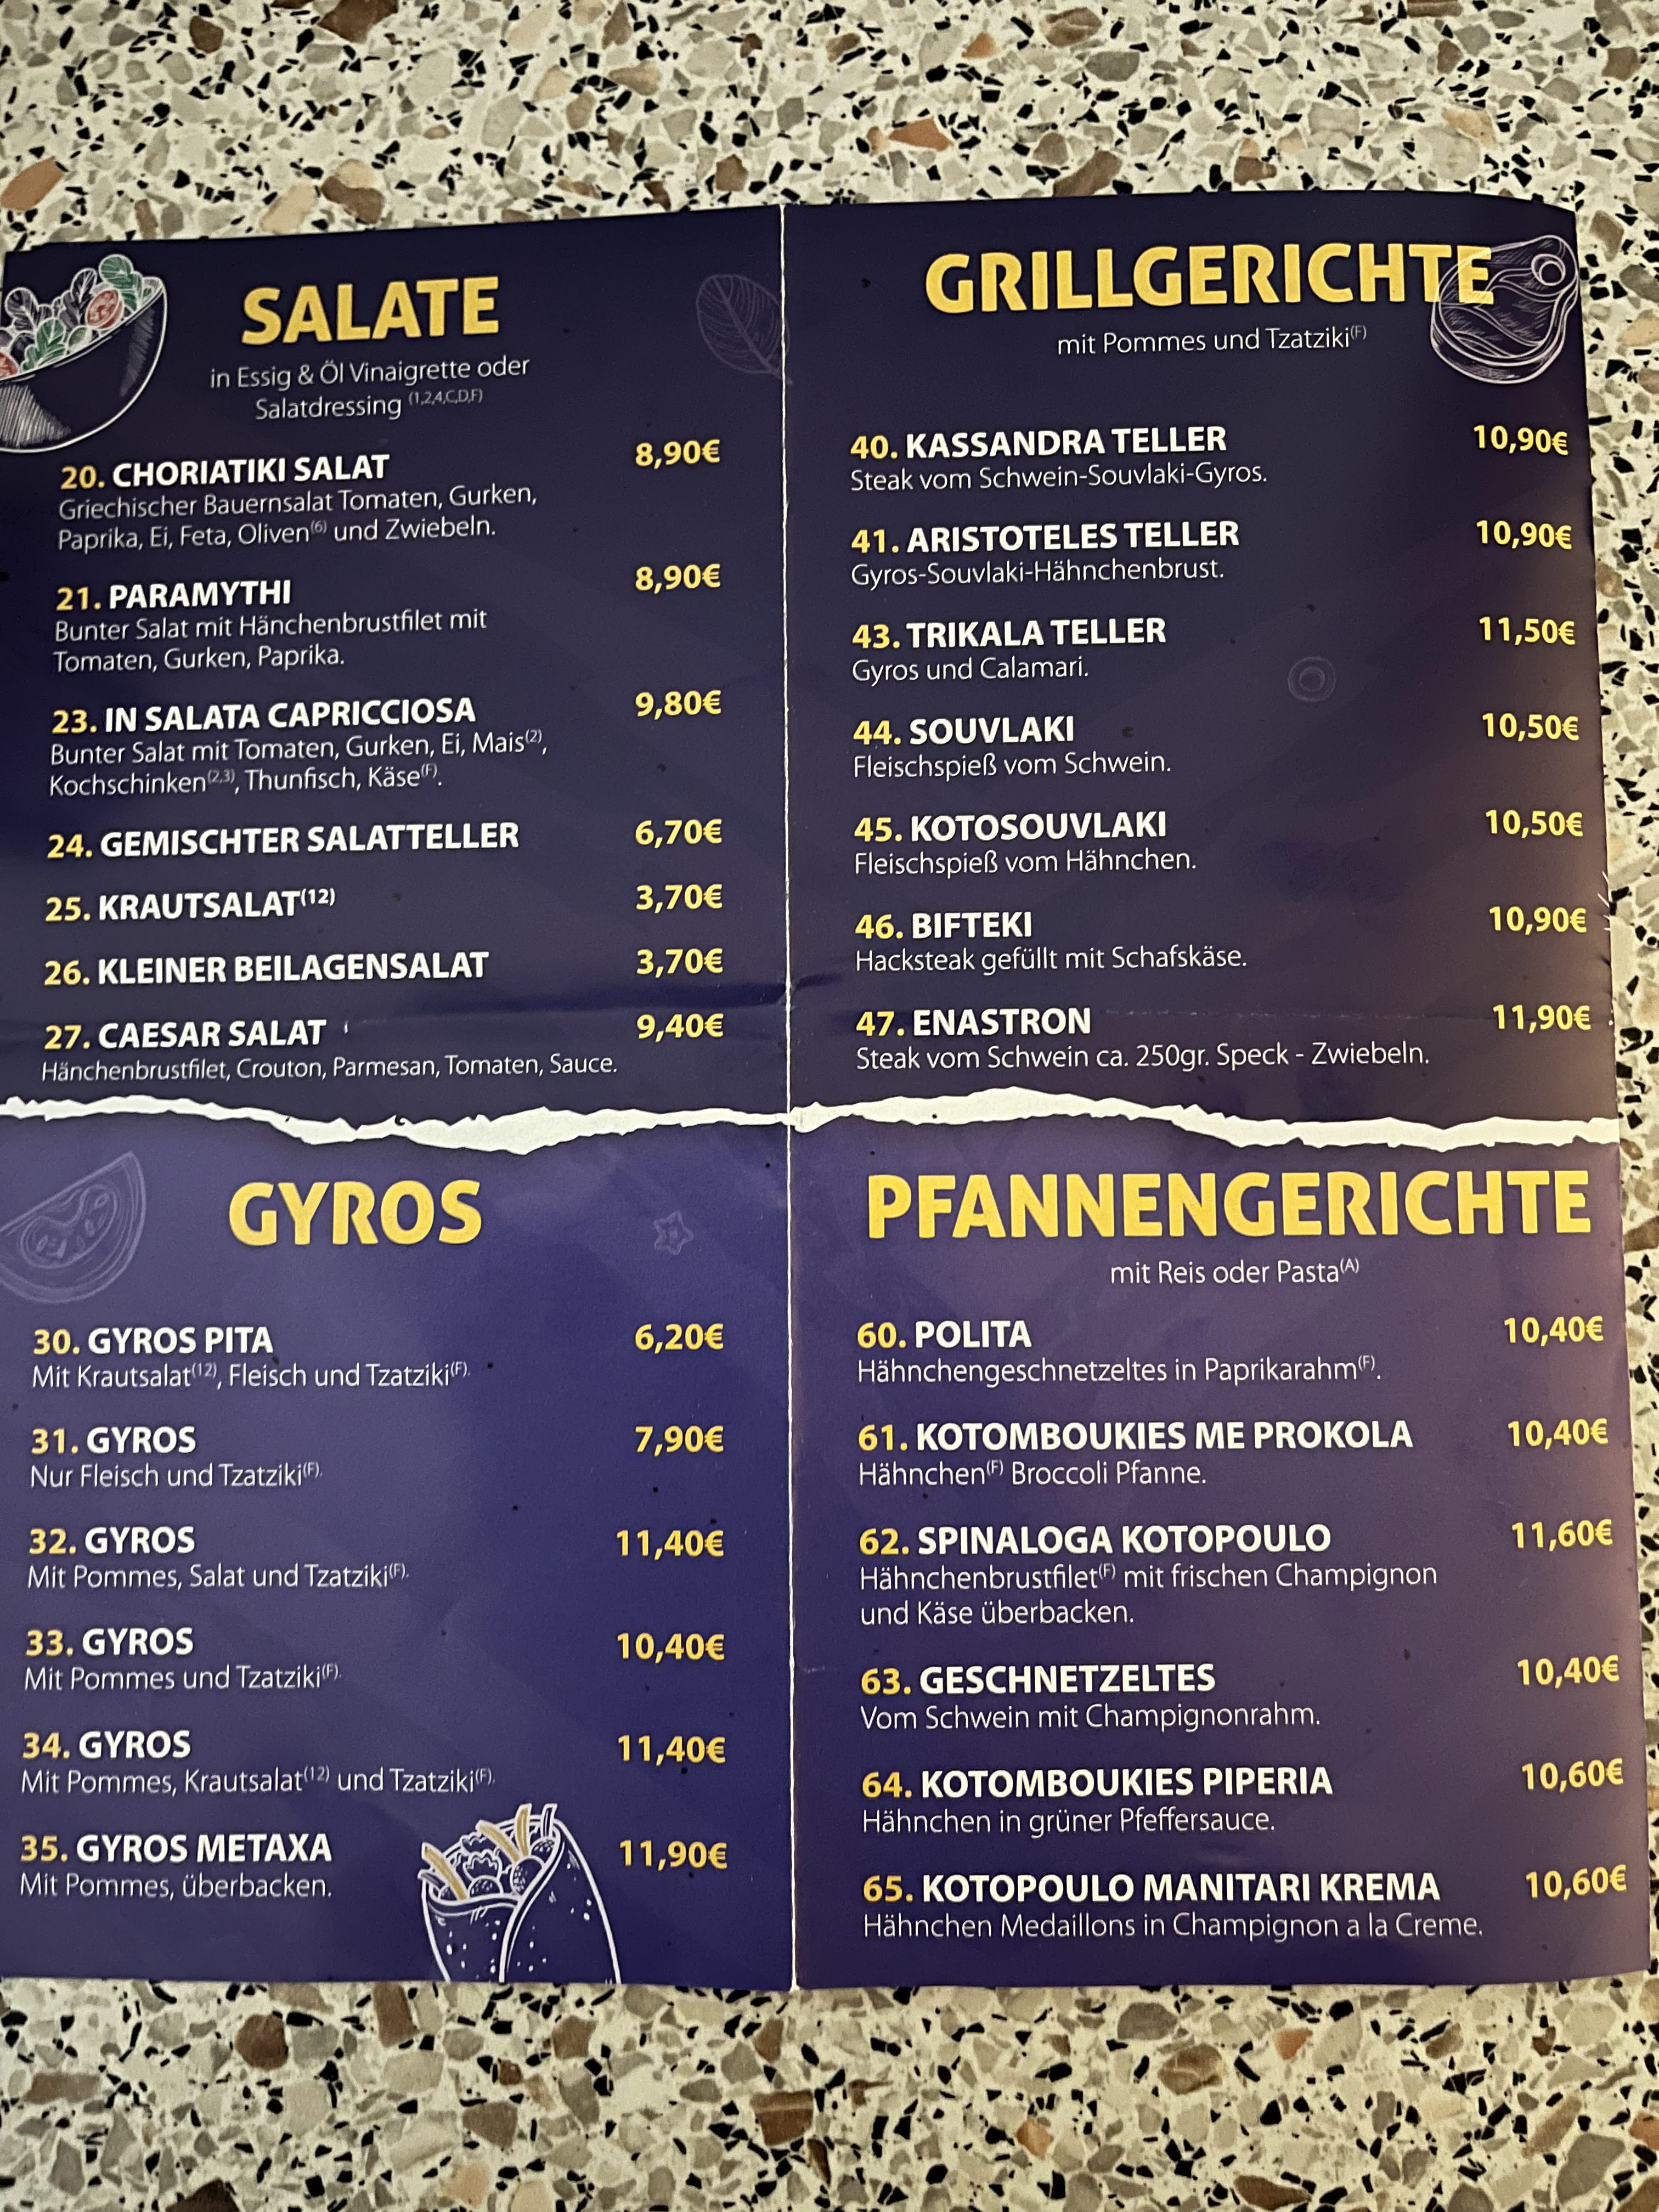 SALATE
in Essig & Öl Vinaigrette oder
Salatdressing (1,2,4,C,D,F)
20. CHORIATIKI SALAT 8,90€
Griechischer Bauernsalat Tomaten, Gurken,
Paprika, Ei, Feta, Oliven(6) und Zwiebeln.
21. PARAMYTHI 8,90€
Bunter Salat mit Hänchenbrustfilet mit
Tomaten, Gurken, Paprika.
23. IN SALATA CAPRICCIOSA 9,80€
Bunter Salat mit Tomaten, Gurken, Ei, Mais(2),
Kochschinken(2,3), Thunfisch, Käse(F).
24. GEMISCHTER SALATTELLER 6,70€
25. KRAUTSALAT(12) 3,70€
26. KLEINER BEILAGENSALAT 3,70€
27. CAESAR SALAT 9,40€
Hänchenbrustfilet, Crouton, Parmesan, Tomaten, Sauce.
GYROS
30. GYROS PITA 6,20€
Mit Krautsalat(12), Fleisch und Tzatziki(F).
31. GYROS 7,90€
Nur Fleisch und Tzatziki(F).
32. GYROS 11,40€
Mit Pommes, Salat und Tzatziki(F).
33. GYROS 10,40€
Mit Pommes und Tzatziki(F).
34. GYROS 11,40€
Mit Pommes, Krautsalat(12) und Tzatziki(F).
35. GYROS METAXA 11,90€
Mit Pommes, überbacken.
GRILLGERICHTE
mit Pommes und Tzatziki(F)
40. KASSANDRA TELLER 10,90€
Steak vom Schwein-Souvlaki-Gyros.
41. ARISTOTELES TELLER 10,90€
Gyros-Souvlaki-Hähnchenbrust.
43. TRIKALA TELLER 11,50€
Gyros und Calamari.
44. SOUVLAKI 10,50€
Fleischspieß vom Schwein.
45. KOTOSOUVLAKI 10,50€
Fleischspieß vom Hähnchen.
46. BIFTEKI 10,90€
Hacksteak gefüllt mit Schafskäse.
47. ENASTRON 11,90€
Steak vom Schwein ca. 250gr. Speck - Zwiebeln.
PFANNENGERICHTE
mit Reis oder Pasta(A)
60. POLITA 10,40€
Hähnchengeschnetzeltes in Paprikarahm(F).
61. KOTOMBOUKIES ME PROKOLA 10,40€
Hähnchen(F) Broccoli Pfanne.
62. SPINALOGA KOTOPOULO 11,60€
Hähnchenbrustfilet(F) mit frischen Champignon
und Käse überbacken.
63. GESCHNETZELTES 10,40€
Vom Schwein mit Champignonrahm.
64. KOTOMBOUKIES PIPERIA 10,60€
Hähnchen in grüner Pfeffersauce.
65. KOTOPOULO MANITARI KREMA 10,60€
Hähnchen Medaillons in Champignon a la Creme.